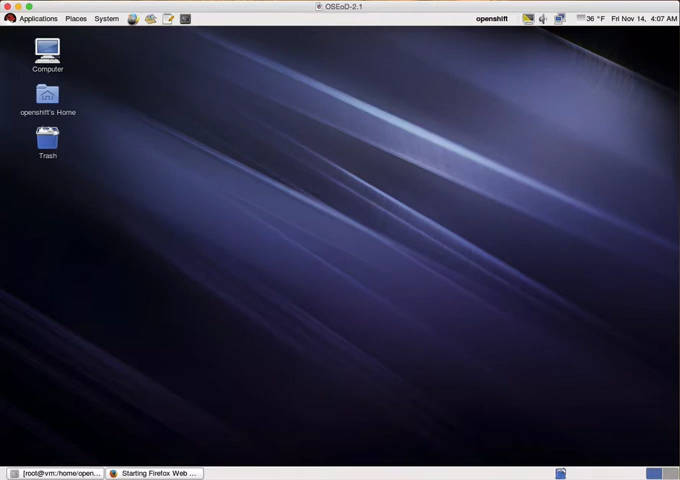 OSEoD-2.1
Applications Places System openshift 36 °F Fri Nov 14, 4:07 AM
Computer
openshift's Home
Trash
[root@vm:/home/open... Starting Firefox Web ...